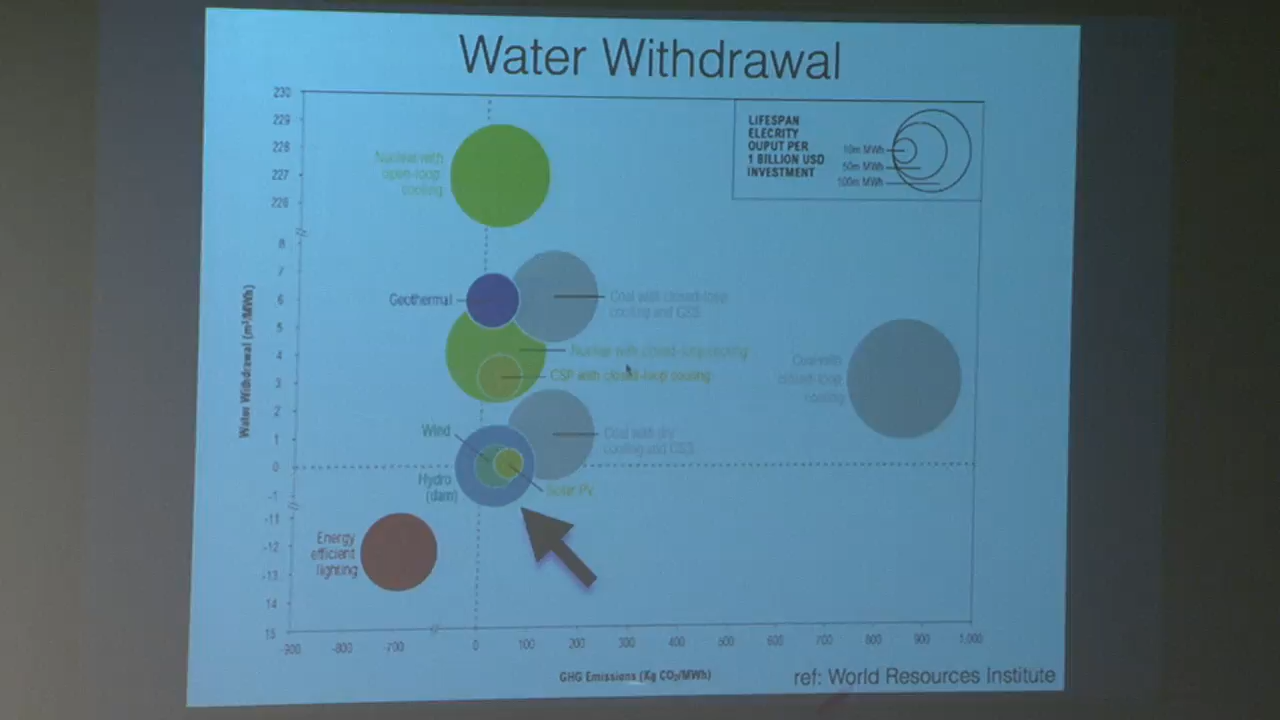 Water Withdrawal
230
229
228
227
226
8
7
6
5
4
3
2
1
0
-1
-11
-12
-13
14
15
Water Withdrawal (m³/MWh)
LIFESPAN
ELECRITY
OUPUT PER
1 BILLION USD
INVESTMENT
10m MWh
50m MWh
100m MWh
Nuclear with
open-loop
cooling
Geothermal
Coal with closed-loop
cooling and CCS
Nuclear with closed-loop cooling
CSP with closed-loop cooling
Coal with
closed-loop
cooling
Wind
Coal with dry
cooling and CCS
Hydro
(dam)
Solar PV
Energy
efficient
lighting
-900 -800 -700 0 100 200 300 400 500 600 700 800 900 1,000
GHG Emissions (Kg CO₂/MWh)
ref: World Resources Institute